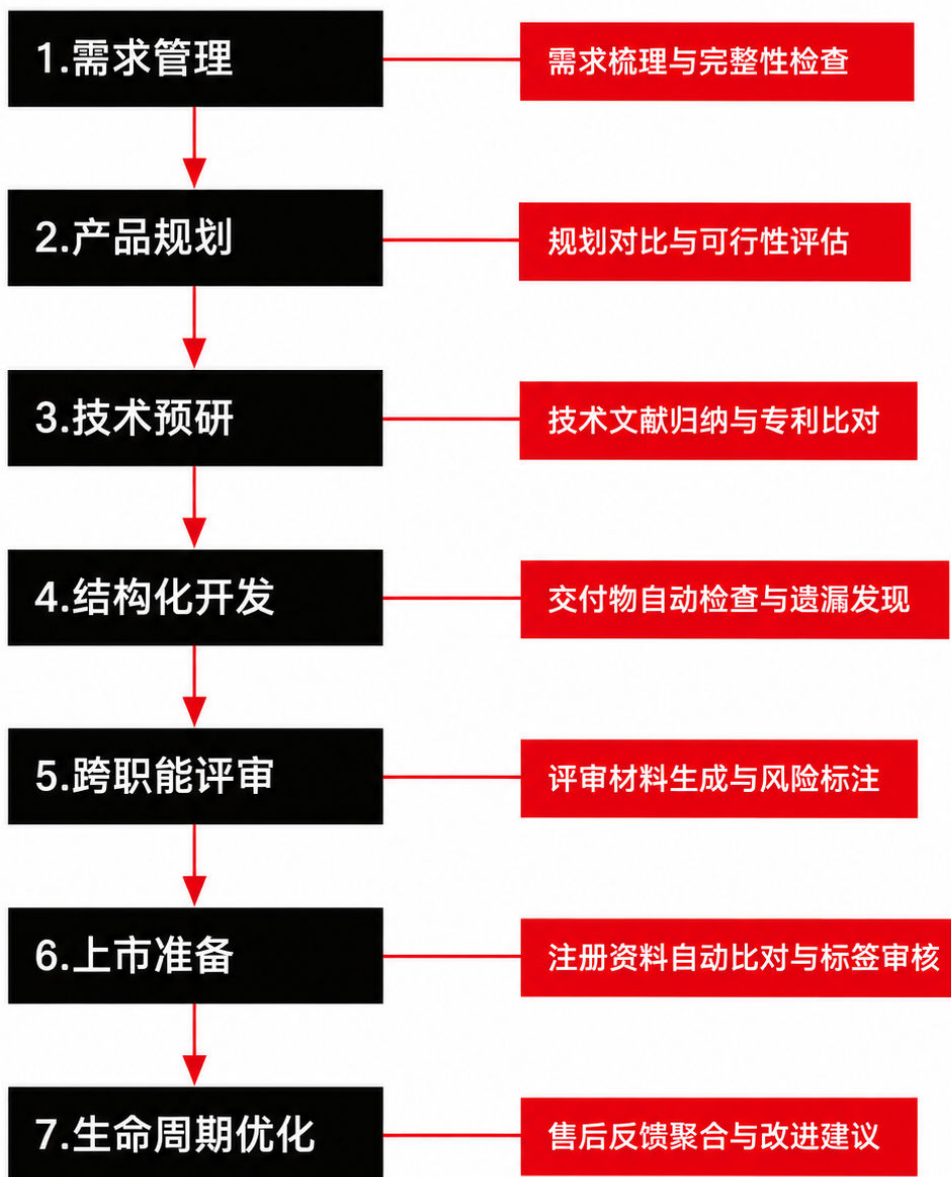 1.需求管理
需求梳理与完整性检查
2.产品规划
规划对比与可行性评估
3.技术预研
技术文献归纳与专利比对
4.结构化开发
交付物自动检查与遗漏发现
5.跨职能评审
评审材料生成与风险标注
6.上市准备
注册资料自动比对与标签审核
7.生命周期优化
售后反馈聚合与改进建议